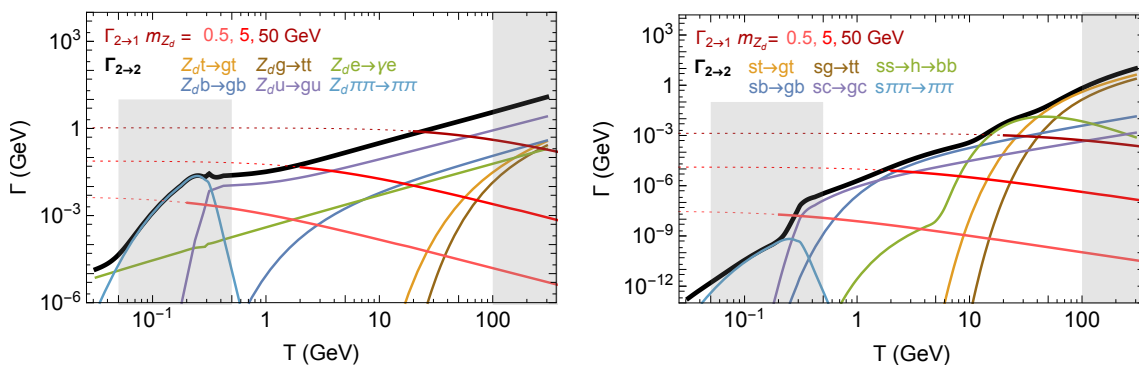 Γ2→1 mZd= 0.5, 5, 50 GeV
Γ2→2 Zdt→gt Zdg→tt Zde→γe
Zdb→gb Zdu→gu Zdππ→ππ
Γ (GeV)
10³
1
10⁻³
10⁻⁶
10⁻¹ 1 10 100
T (GeV)
Γ2→1 mZd= 0.5, 5, 50 GeV
Γ2→2 st→gt sg→tt ss→h→bb
sb→gb sc→gc sππ→ππ
Γ (GeV)
10³
1
10⁻³
10⁻⁶
10⁻⁹
10⁻¹²
10⁻¹ 1 10 100
T (GeV)